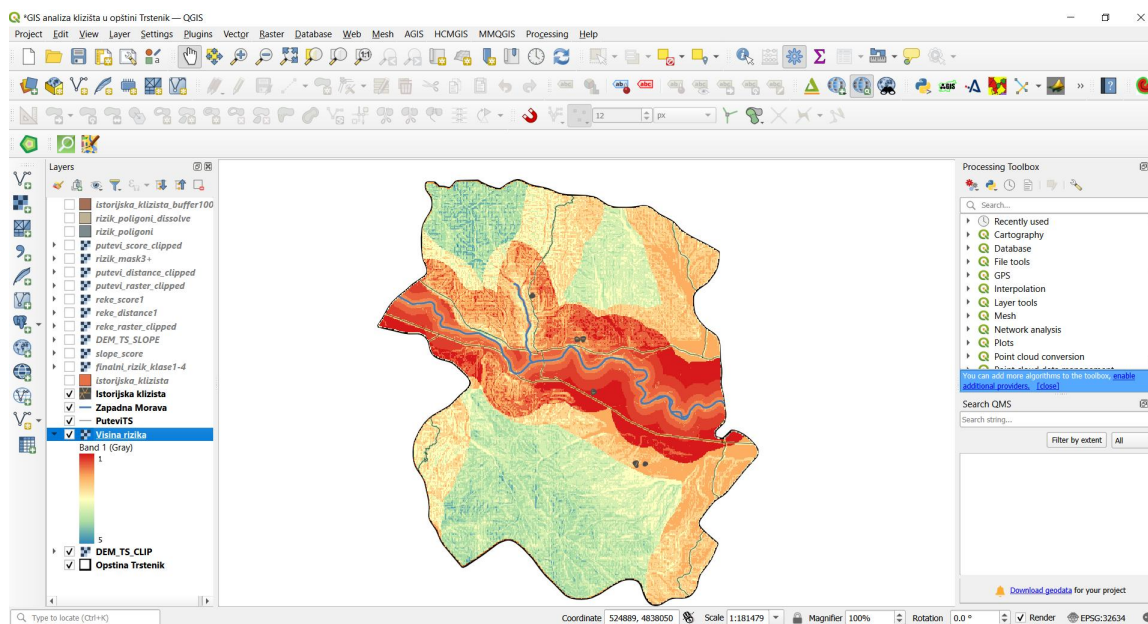 *GIS analiza klizišta u opštini Trstenik — QGIS
Project Edit View Layer Settings Plugins Vector Raster Database Web Mesh AGIS HCMGIS MMQGIS Processing Help
12 px
Layers
istorijska_klizista_buffer100
rizik_poligoni_dissolve
rizik_poligoni
putevi_score_clipped
rizik_mask3+
putevi_distance_clipped
putevi_raster_clipped
reke_score1
reke_distance1
reke_raster_clipped
DEM_TS_SLOPE
slope_score
finalni_rizik_klase1-4
istorijska_klizista
Istorijska klizista
Zapadna Morava
PuteviTS
Visina rizika
Band 1 (Gray)
1
5
DEM_TS_CLIP
Opstina Trstenik
Processing Toolbox
Search...
Recently used
Cartography
Database
File tools
GPS
Interpolation
Layer tools
Mesh
Network analysis
Plots
Point cloud conversion
Point cloud data management
You can add more algorithms to the toolbox, enable
additional providers. [close]
Search QMS
Search string...
Filter by extent All
Download geodata for your project
Type to locate (Ctrl+K) Coordinate 524889, 4838050 Scale 1:181479 Magnifier 100% Rotation 0.0 ° Render EPSG:32634